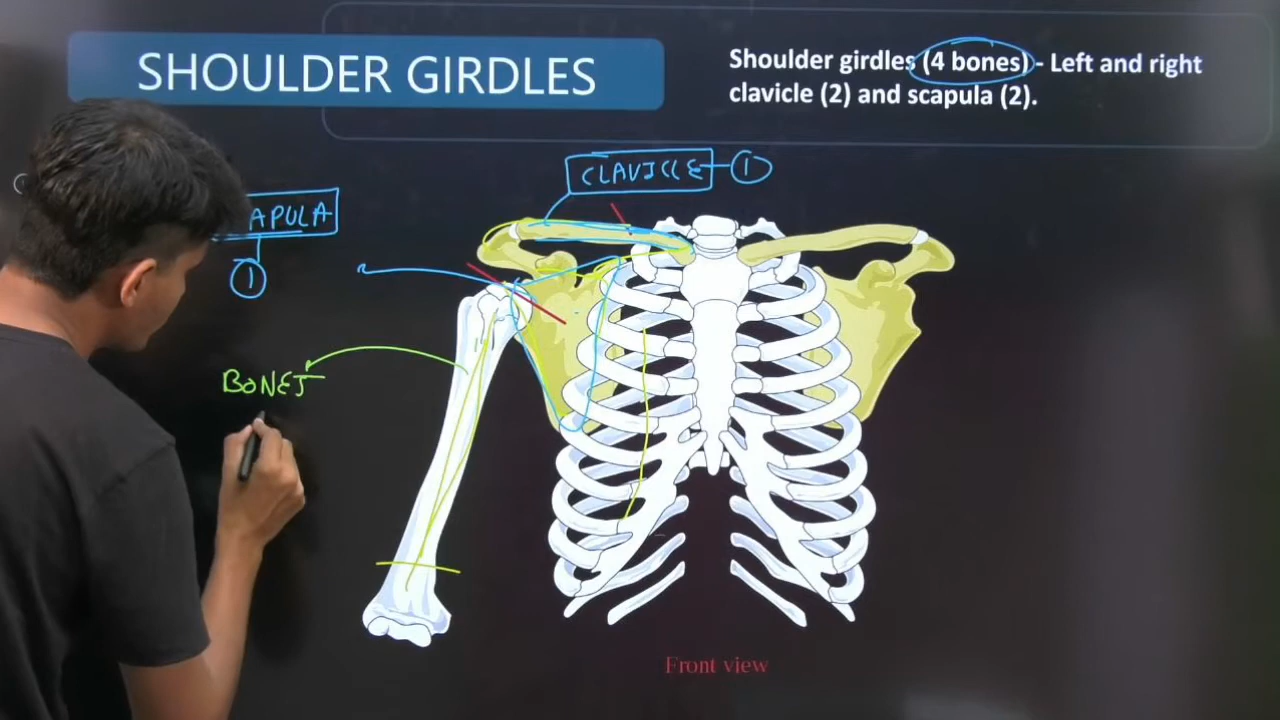 SHOULDER GIRDLES
Shoulder girdles (4 bones) - Left and right
clavicle (2) and scapula (2).
CLAVICLE - 1
APULA
1
BONES
Front view